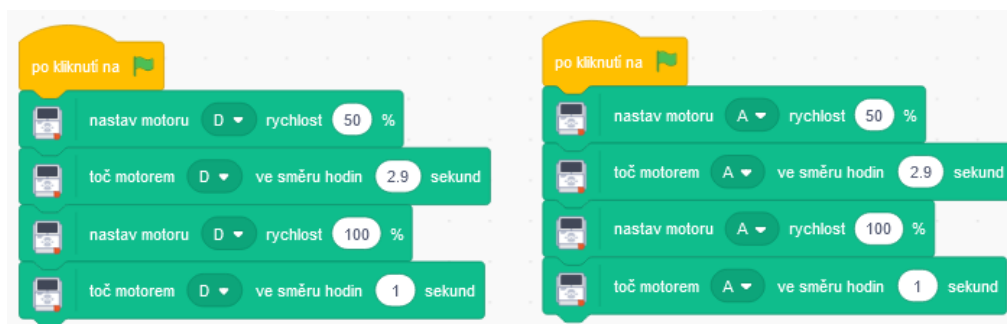 po kliknutí na
nastav motoru D rychlost 50 %
toč motorem D ve směru hodin 2.9 sekund
nastav motoru D rychlost 100 %
toč motorem D ve směru hodin 1 sekund
po kliknutí na
nastav motoru A rychlost 50 %
toč motorem A ve směru hodin 2.9 sekund
nastav motoru A rychlost 100 %
toč motorem A ve směru hodin 1 sekund